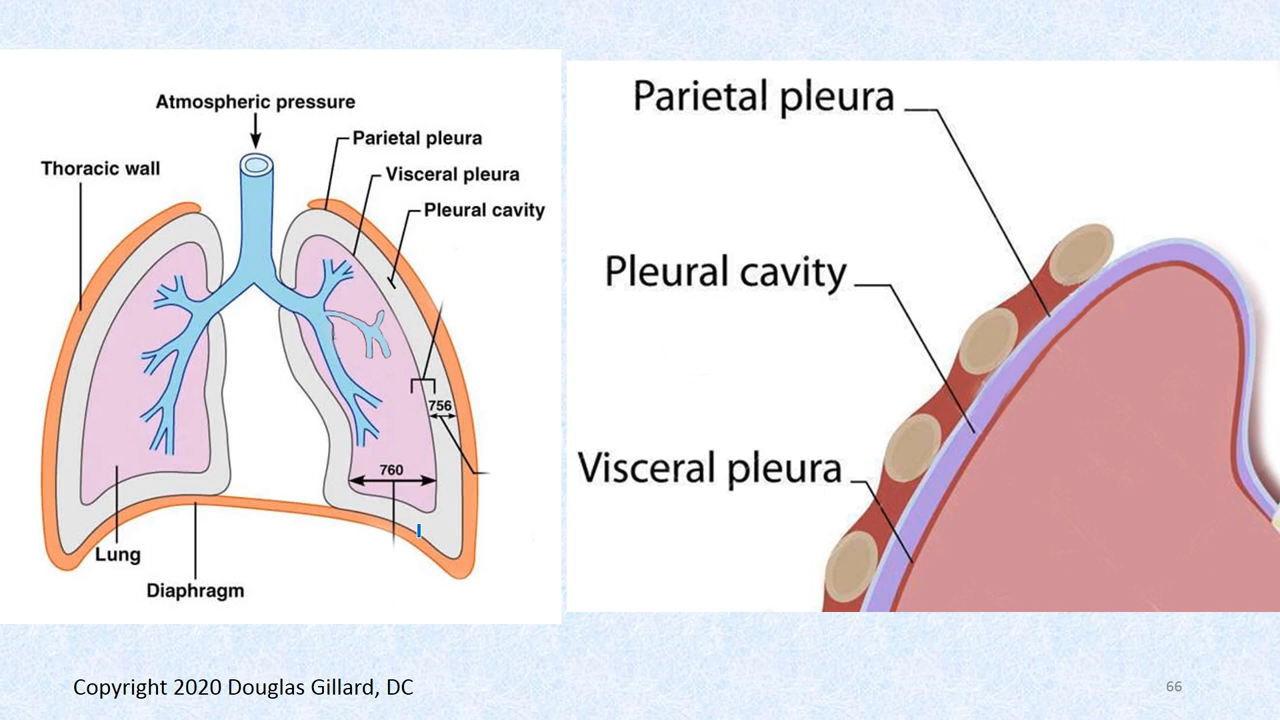 Atmospheric pressure
Parietal pleura
Thoracic wall
Visceral pleura
Pleural cavity
756
760
Lung
Diaphragm
Parietal pleura
Pleural cavity
Visceral pleura
Copyright 2020 Douglas Gillard, DC
66